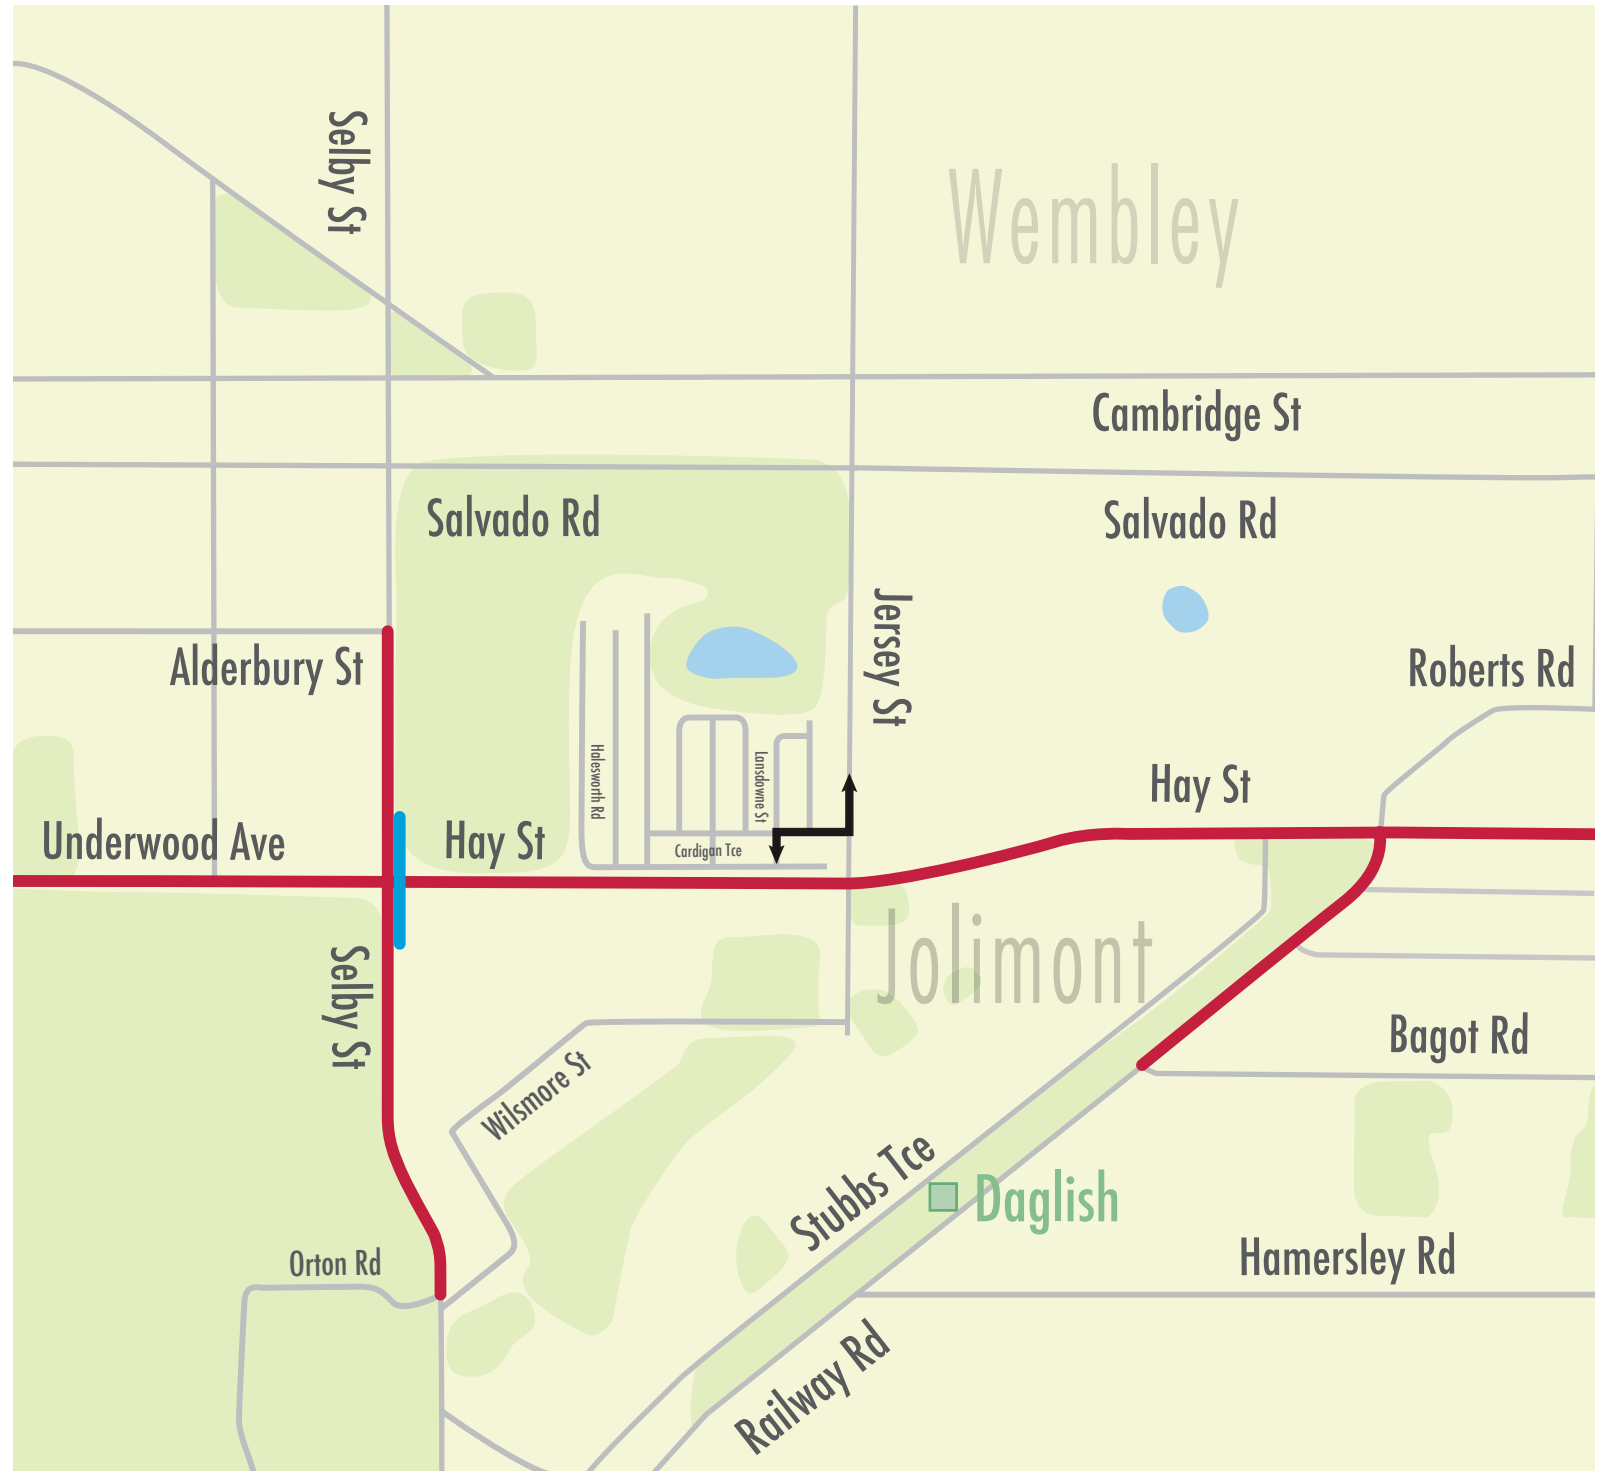 Selby St
Wembley
Cambridge St
Salvado Rd
Salvado Rd
Jersey St
Alderbury St
Roberts Rd
Halesworth Rd
Lansdowne St
Hay St
Underwood Ave
Hay St
Cardigan Tce
Jolimont
Selby St
Bagot Rd
Wilsmore St
Stubbs Tce
Daglish
Hamersley Rd
Orton Rd
Railway Rd